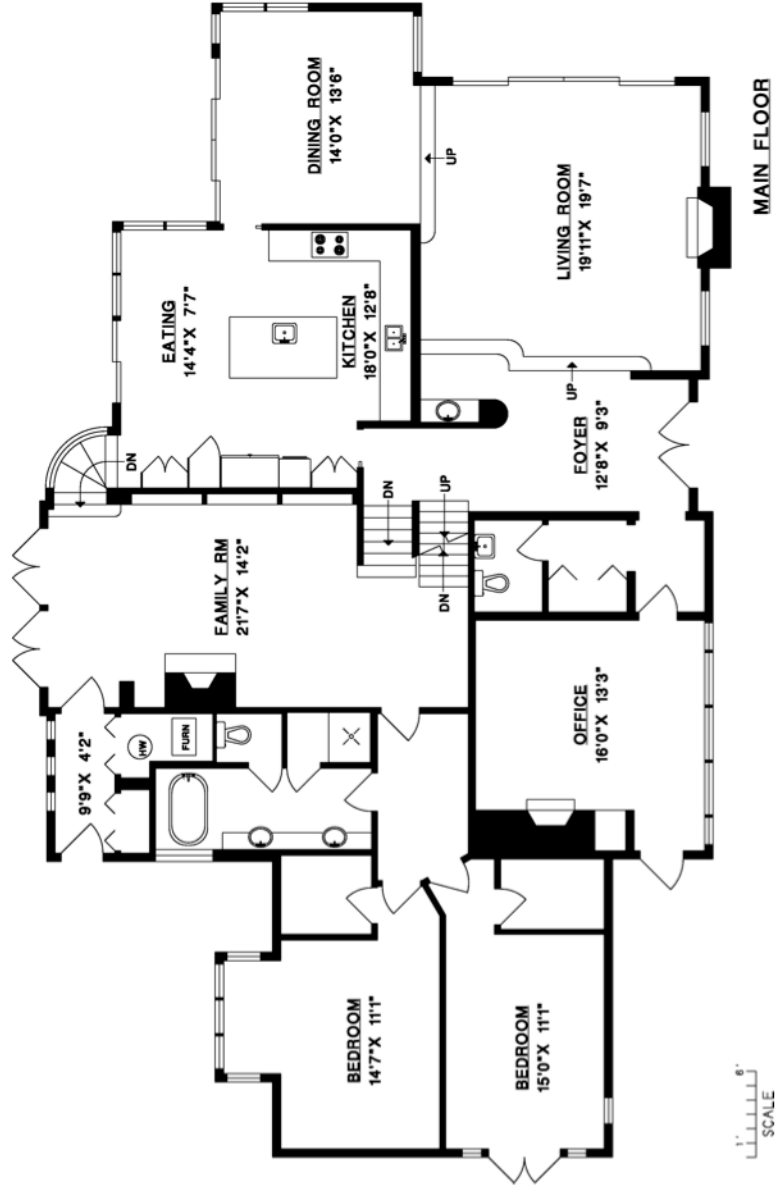 DINING ROOM
14'0"X 13'6"
UP
LIVING ROOM
19'11"X 19'7"
MAIN FLOOR
EATING
14'4"X 7'7"
KITCHEN
18'0"X 12'8"
UP
FOYER
12'8"X 9'3"
DN
DN
UP
DN
FAMILY RM
21'7"X 14'2"
9'9"X 4'2"
HW
FURN
OFFICE
16'0"X 13'3"
BEDROOM
14'7"X 11'1"
BEDROOM
15'0"X 11'1"
1' 6'
SCALE